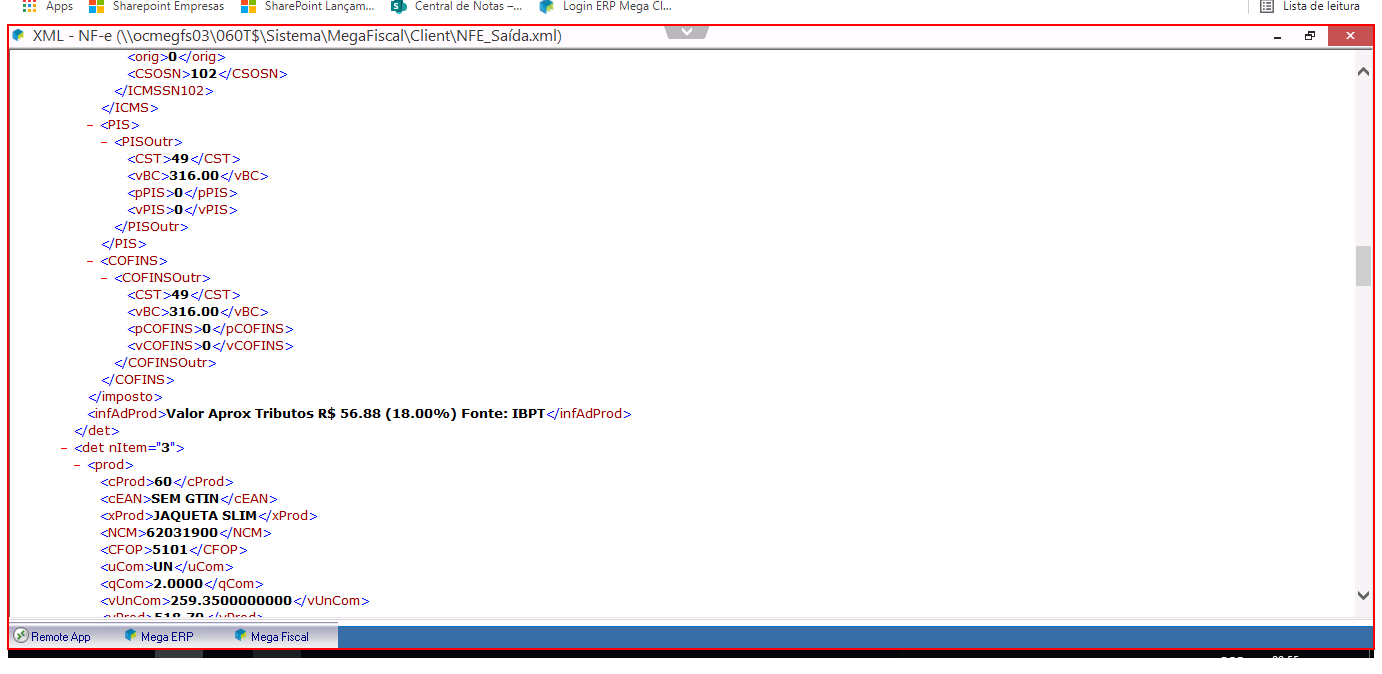 Apps Sharepoint Empresas SharePoint Lançam... Central de Notas –... Login ERP Mega Cl... Lista de leitura
XML - NF-e (\\ocmegfs03\060T$\Sistema\MegaFiscal\Client\NFE_Saída.xml)
<orig>0</orig>
<CSOSN>102</CSOSN>
</ICMSSN102>
</ICMS>
– <PIS>
– <PISOutr>
<CST>49</CST>
<vBC>316.00</vBC>
<pPIS>0</pPIS>
<vPIS>0</vPIS>
</PISOutr>
</PIS>
– <COFINS>
– <COFINSOutr>
<CST>49</CST>
<vBC>316.00</vBC>
<pCOFINS>0</pCOFINS>
<vCOFINS>0</vCOFINS>
</COFINSOutr>
</COFINS>
</imposto>
<infAdProd>Valor Aprox Tributos R$ 56.88 (18.00%) Fonte: IBPT</infAdProd>
</det>
– <det nItem="3">
– <prod>
<cProd>60</cProd>
<cEAN>SEM GTIN</cEAN>
<xProd>JAQUETA SLIM</xProd>
<NCM>62031900</NCM>
<CFOP>5101</CFOP>
<uCom>UN</uCom>
<qCom>2.0000</qCom>
<vUnCom>259.3500000000</vUnCom>
<vProd>518.70</vProd>
Remote App Mega ERP Mega Fiscal